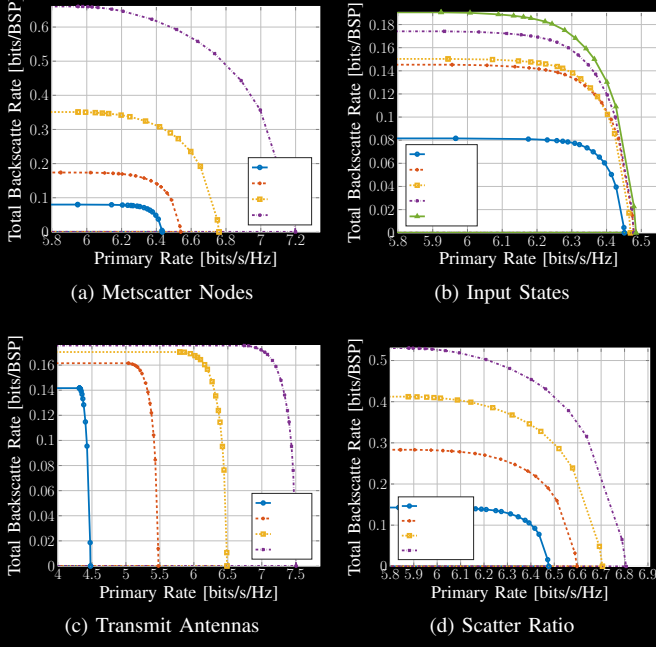 Total Backscatte Rate [bits/BSP]
0.6
0.5
0.4
0.3
0.2
0.1
0
5.8 6 6.2 6.4 6.6 6.8 7 7.2
Primary Rate [bits/s/Hz]
(a) Metscatter Nodes
Total Backscatte Rate [bits/BSP]
0.18
0.16
0.14
0.12
0.1
0.08
0.06
0.04
0.02
0
5.8 5.9 6 6.1 6.2 6.3 6.4 6.5
Primary Rate [bits/s/Hz]
(b) Input States
Total Backscatte Rate [bits/BSP]
0.16
0.14
0.12
0.1
0.08
0.06
0.04
0.02
0
4 4.5 5 5.5 6 6.5 7 7.5
Primary Rate [bits/s/Hz]
(c) Transmit Antennas
Total Backscatte Rate [bits/BSP]
0.5
0.4
0.3
0.2
0.1
0
5.8 5.9 6 6.1 6.2 6.3 6.4 6.5 6.6 6.7 6.8 6.9
Primary Rate [bits/s/Hz]
(d) Scatter Ratio